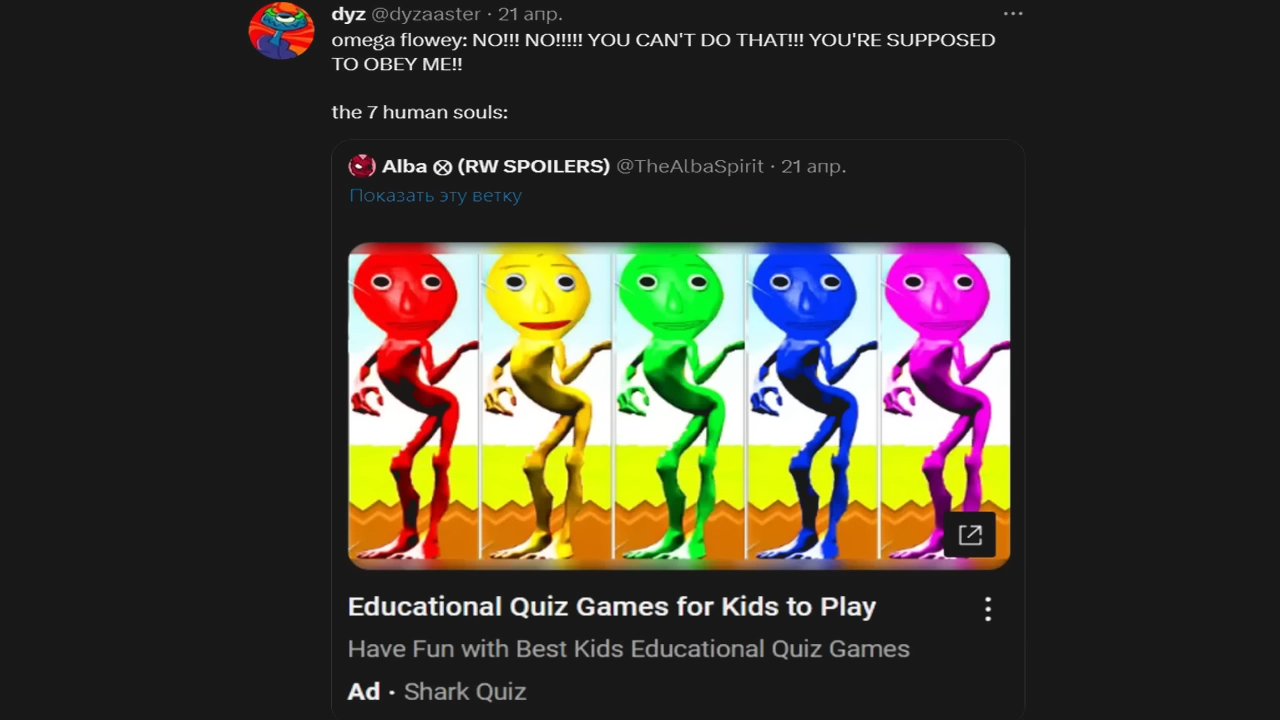 dyz @dyzaaster · 21 апр.
omega flowey: NO!!! NO!!!!! YOU CAN'T DO THAT!!! YOU'RE SUPPOSED
TO OBEY ME!!
the 7 human souls:
Alba ⊗ (RW SPOILERS) @TheAlbaSpirit · 21 апр.
Показать эту ветку
Educational Quiz Games for Kids to Play
Have Fun with Best Kids Educational Quiz Games
Ad · Shark Quiz